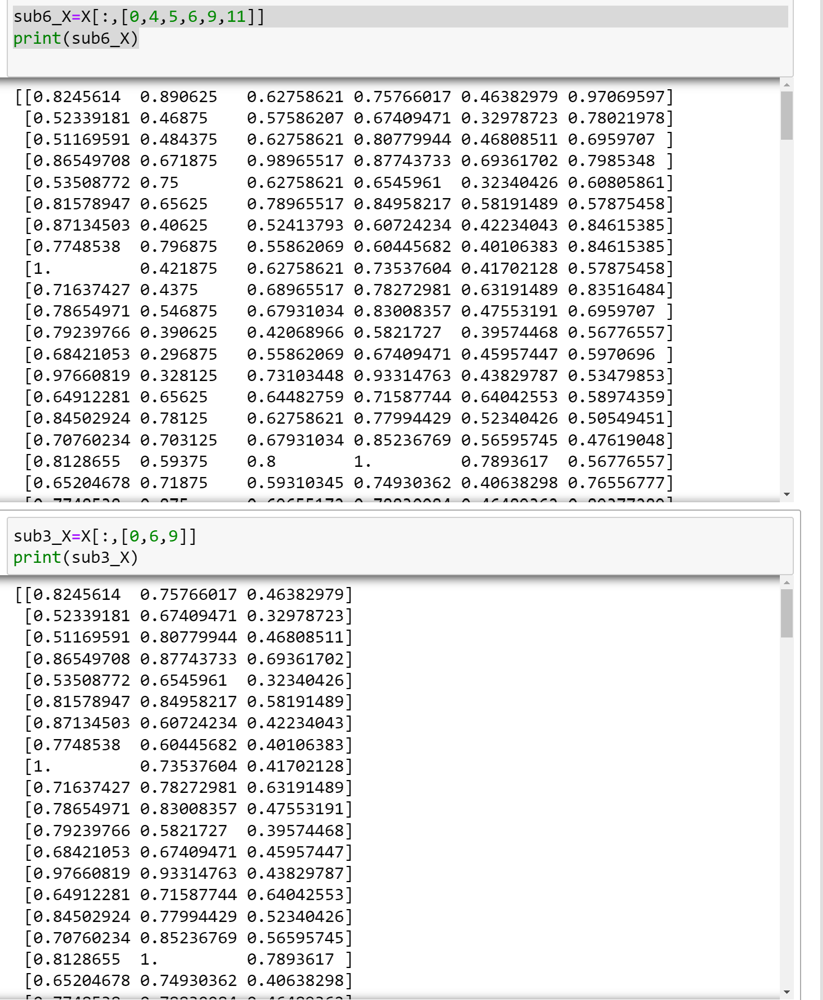 sub6_X=X[:,[0,4,5,6,9,11]]
print(sub6_X)
[[0.8245614  0.890625   0.62758621 0.75766017 0.46382979 0.97069597]
 [0.52339181 0.46875    0.57586207 0.67409471 0.32978723 0.78021978]
 [0.51169591 0.484375   0.62758621 0.80779944 0.46808511 0.6959707 ]
 [0.86549708 0.671875   0.98965517 0.87743733 0.69361702 0.7985348 ]
 [0.53508772 0.75       0.62758621 0.6545961  0.32340426 0.60805861]
 [0.81578947 0.65625    0.78965517 0.84958217 0.58191489 0.57875458]
 [0.87134503 0.40625    0.52413793 0.60724234 0.42234043 0.84615385]
 [0.7748538  0.796875   0.55862069 0.60445682 0.40106383 0.84615385]
 [1.         0.421875   0.62758621 0.73537604 0.41702128 0.57875458]
 [0.71637427 0.4375     0.68965517 0.78272981 0.63191489 0.83516484]
 [0.78654971 0.546875   0.67931034 0.83008357 0.47553191 0.6959707 ]
 [0.79239766 0.390625   0.42068966 0.5821727  0.39574468 0.56776557]
 [0.68421053 0.296875   0.55862069 0.67409471 0.45957447 0.5970696 ]
 [0.97660819 0.328125   0.73103448 0.93314763 0.43829787 0.53479853]
 [0.64912281 0.65625    0.64482759 0.71587744 0.64042553 0.58974359]
 [0.84502924 0.78125    0.62758621 0.77994429 0.52340426 0.50549451]
 [0.70760234 0.703125   0.67931034 0.85236769 0.56595745 0.47619048]
 [0.8128655  0.59375    0.8        1.         0.7893617  0.56776557]
 [0.65204678 0.71875    0.59310345 0.74930362 0.40638298 0.76556777]
sub3_X=X[:,[0,6,9]]
print(sub3_X)
[[0.8245614  0.75766017 0.46382979]
 [0.52339181 0.67409471 0.32978723]
 [0.51169591 0.80779944 0.46808511]
 [0.86549708 0.87743733 0.69361702]
 [0.53508772 0.6545961  0.32340426]
 [0.81578947 0.84958217 0.58191489]
 [0.87134503 0.60724234 0.42234043]
 [0.7748538  0.60445682 0.40106383]
 [1.         0.73537604 0.41702128]
 [0.71637427 0.78272981 0.63191489]
 [0.78654971 0.83008357 0.47553191]
 [0.79239766 0.5821727  0.39574468]
 [0.68421053 0.67409471 0.45957447]
 [0.97660819 0.93314763 0.43829787]
 [0.64912281 0.71587744 0.64042553]
 [0.84502924 0.77994429 0.52340426]
 [0.70760234 0.85236769 0.56595745]
 [0.8128655  1.         0.7893617 ]
 [0.65204678 0.74930362 0.40638298]